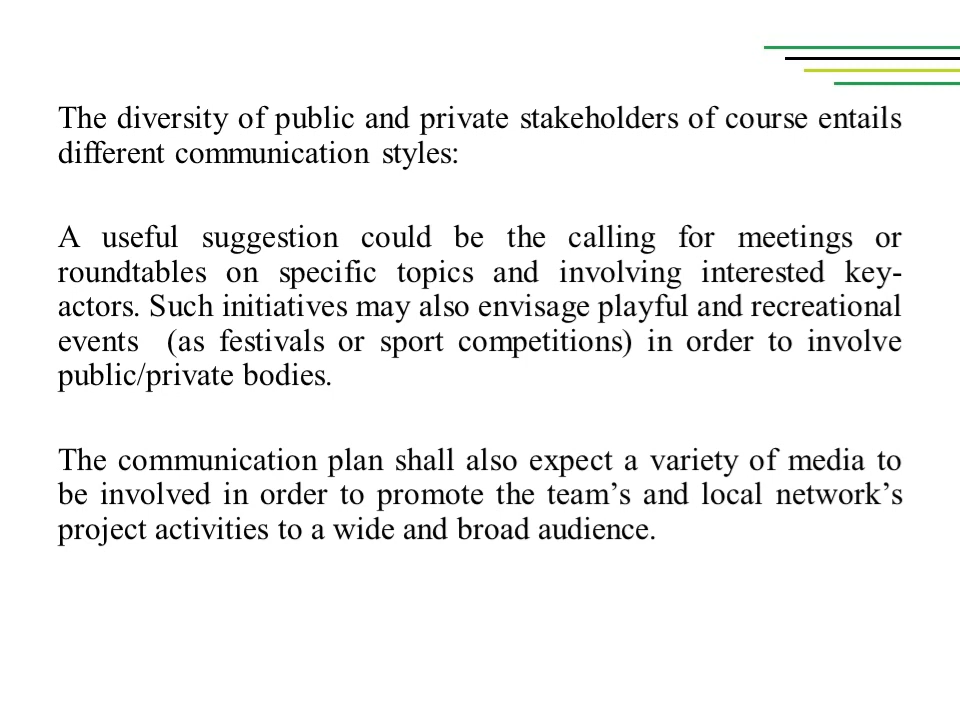 The diversity of public and private stakeholders of course entails
different communication styles:
A useful suggestion could be the calling for meetings or
roundtables on specific topics and involving interested key-
actors. Such initiatives may also envisage playful and recreational
events (as festivals or sport competitions) in order to involve
public/private bodies.
The communication plan shall also expect a variety of media to
be involved in order to promote the team’s and local network’s
project activities to a wide and broad audience.